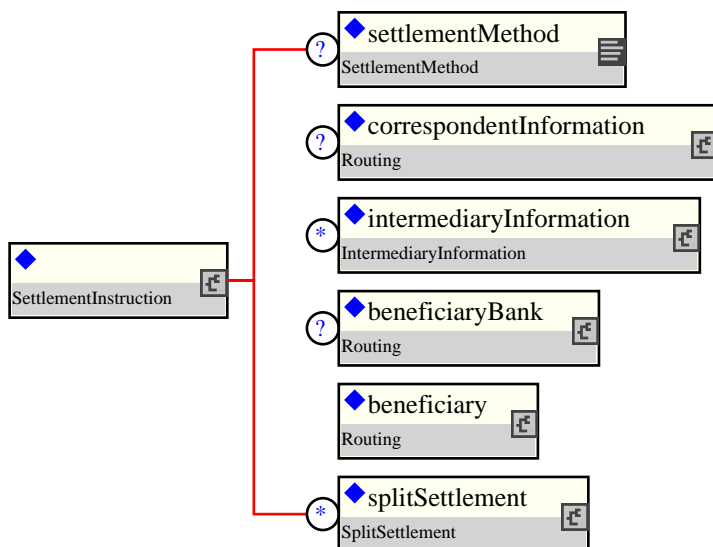 ? settlementMethod
SettlementMethod
? correspondentInformation
Routing
* intermediaryInformation
IntermediaryInformation
SettlementInstruction
? beneficiaryBank
Routing
beneficiary
Routing
* splitSettlement
SplitSettlement